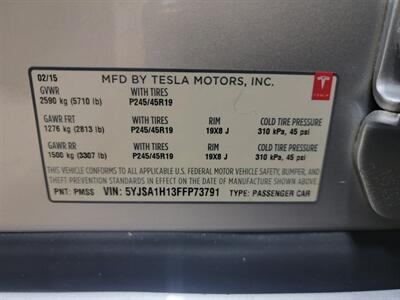 02/15 MFD BY TESLA MOTORS, INC.
GVWR WITH TIRES
2590 kg (5710 lb) P245/45R19
TESLA
GAWR FRT WITH TIRES RIM COLD TIRE PRESSURE
1276 kg (2813 lb) P245/45R19 19X8 J 310 kPa, 45 psi
GAWR RR WITH TIRES RIM COLD TIRE PRESSURE
1500 kg (3307 lb) P245/45R19 19X8 J 310 kPa, 45 psi
THIS VEHICLE CONFORMS TO ALL APPLICABLE U.S. FEDERAL MOTOR VEHICLE SAFETY, BUMPER, AND
THEFT PREVENTION STANDARDS IN EFFECT ON THE DATE OF MANUFACTURE SHOWN ABOVE.
PNT: PMSS VIN: 5YJSA1H13FFP73791 TYPE: PASSENGER CAR